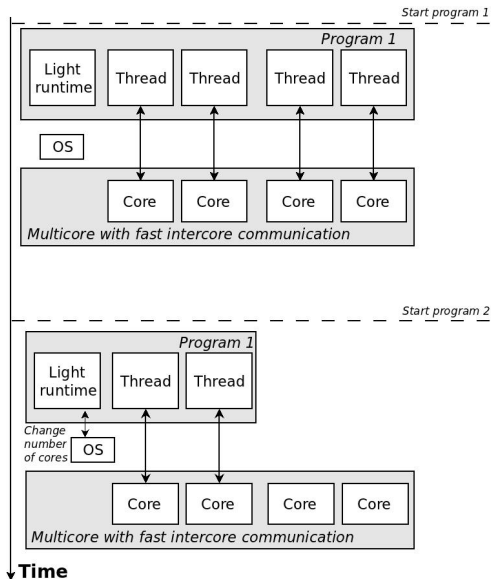 Start program 1
Program 1
Light
runtime
Thread
Thread
Thread
Thread
OS
Core
Core
Core
Core
Multicore with fast intercore communication
Start program 2
Program 1
Light
runtime
Thread
Thread
Change
number
of cores
OS
Core
Core
Core
Core
Multicore with fast intercore communication
Time